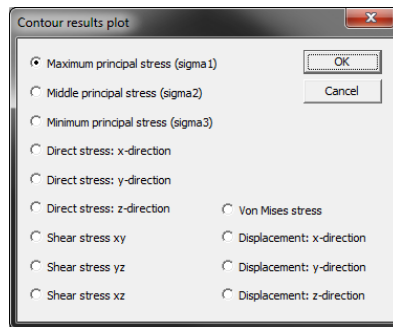 Contour results plot
Maximum principal stress (sigma1)
OK
Middle principal stress (sigma2)
Cancel
Minimum principal stress (sigma3)
Direct stress: x-direction
Direct stress: y-direction
Direct stress: z-direction
Von Mises stress
Shear stress xy
Displacement: x-direction
Shear stress yz
Displacement: y-direction
Shear stress xz
Displacement: z-direction